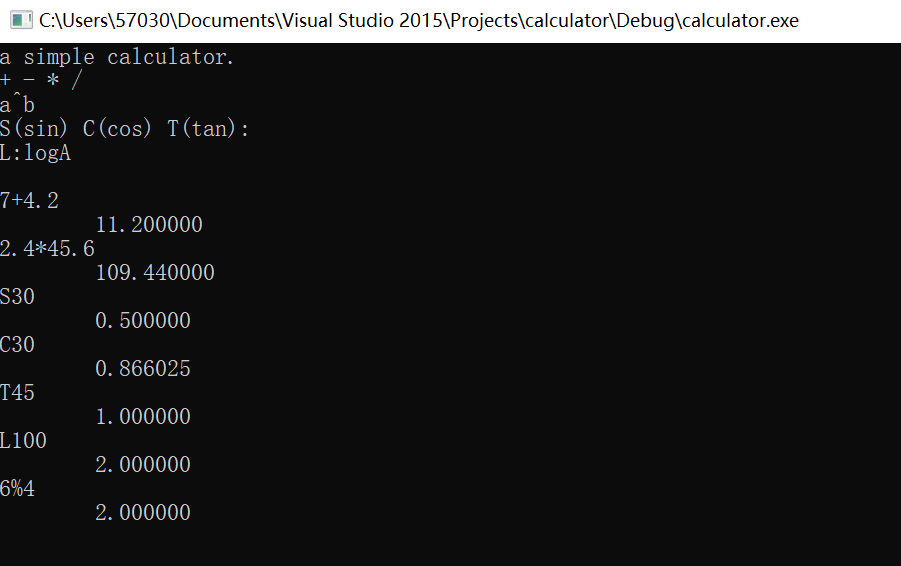 C:\Users\57030\Documents\Visual Studio 2015\Projects\calculator\Debug\calculator.exe
a simple calculator.
+ - * /
a^b
S(sin) C(cos) T(tan):
L:logA
7+4.2
11.200000
2.4*45.6
109.440000
S30
0.500000
C30
0.866025
T45
1.000000
L100
2.000000
6%4
2.000000